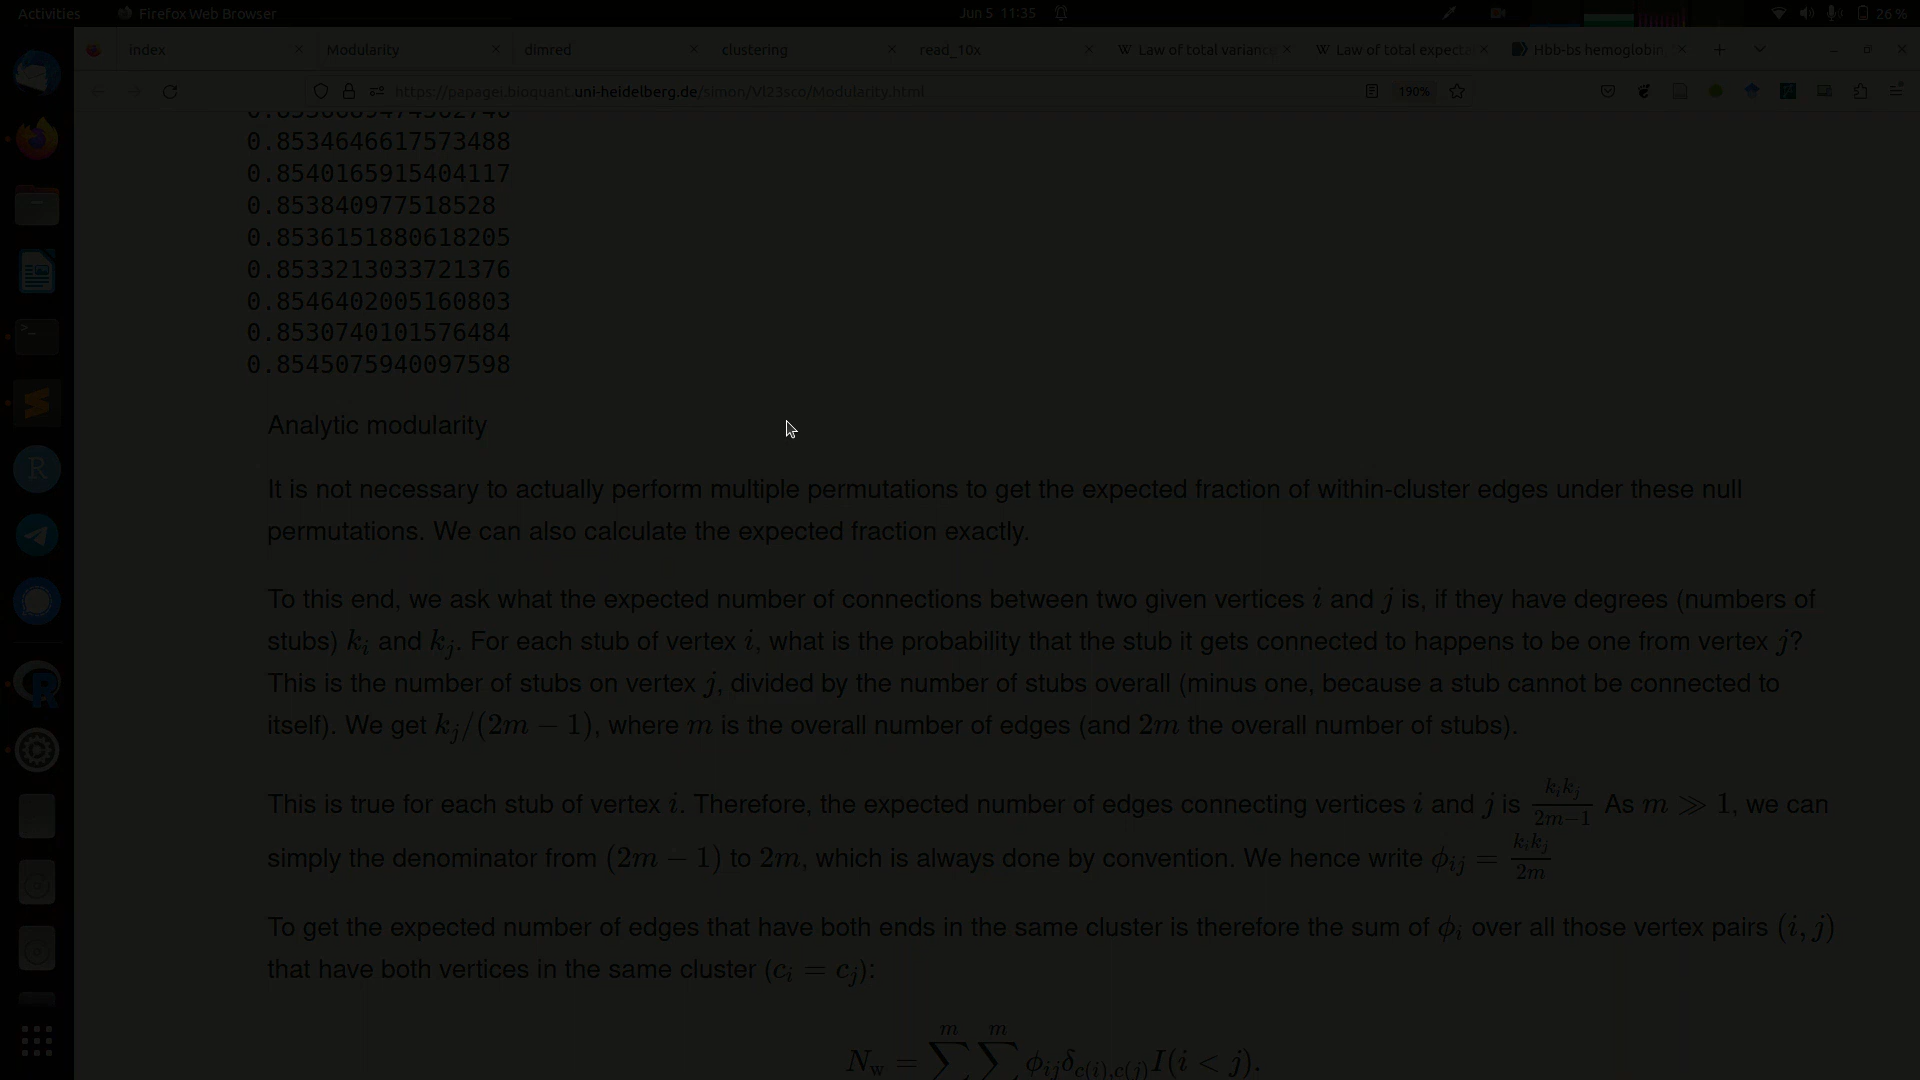 Activities Firefox Web Browser Jun 5 11:35 26 %
index Modularity dimred clustering read_10x Law of total variance Law of total expecta Hbb-bs hemoglobin
https://papagei.bioquant.uni-heidelberg.de/simon/Vl23sco/Modularity.html 190%
0.8534646617573488
0.8540165915404117
0.853840977518528
0.8536151880618205
0.8533213033721376
0.8546402005160803
0.8530740101576484
0.8545075940097598
Analytic modularity
It is not necessary to actually perform multiple permutations to get the expected fraction of within-cluster edges under these null
permutations. We can also calculate the expected fraction exactly.
To this end, we ask what the expected number of connections between two given vertices i and j is, if they have degrees (numbers of
stubs) k_i and k_j. For each stub of vertex i, what is the probability that the stub it gets connected to happens to be one from vertex j?
This is the number of stubs on vertex j, divided by the number of stubs overall (minus one, because a stub cannot be connected to
itself). We get k_j/(2m − 1), where m is the overall number of edges (and 2m the overall number of stubs).
This is true for each stub of vertex i. Therefore, the expected number of edges connecting vertices i and j is k_i k_j / (2m−1) As m ≫ 1, we can
simply the denominator from (2m − 1) to 2m, which is always done by convention. We hence write ϕ_ij = k_i k_j / 2m
To get the expected number of edges that have both ends in the same cluster is therefore the sum of ϕ_i over all those vertex pairs (i, j)
that have both vertices in the same cluster (c_i = c_j):
N_w = ∑^m ∑^m ϕ_ij δ_c(i),c(j) I(i < j).